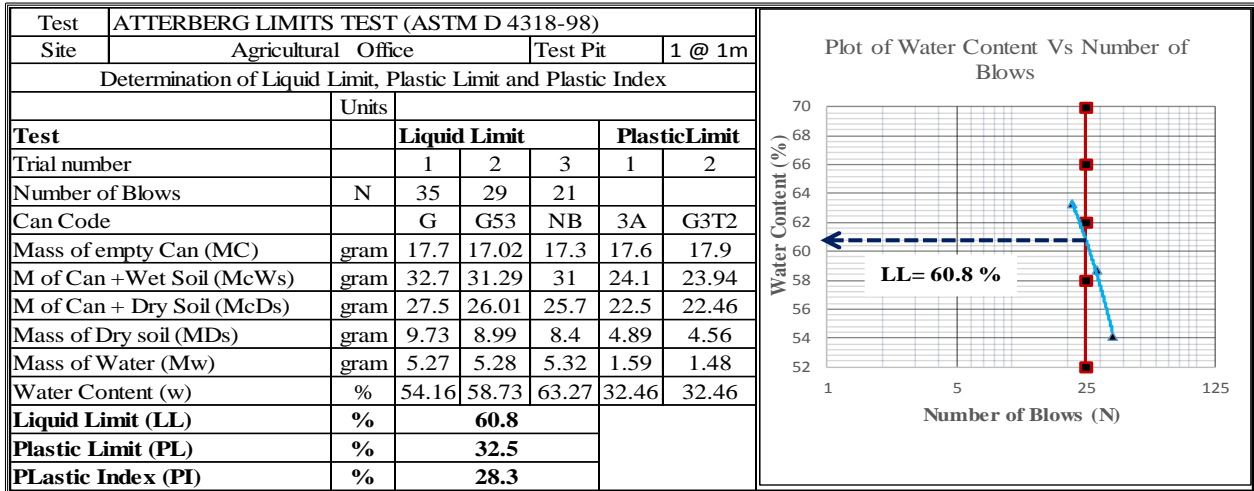 Test ATTERBERG LIMITS TEST (ASTM D 4318-98)
Site Agricultural Office Test Pit 1 @ 1m
Determination of Liquid Limit, Plastic Limit and Plastic Index
Units
Test Liquid Limit PlasticLimit
Trial number 1 2 3 1 2
Number of Blows N 35 29 21
Can Code G G53 NB 3A G3T2
Mass of empty Can (MC) gram 17.7 17.02 17.3 17.6 17.9
M of Can +Wet Soil (McWs) gram 32.7 31.29 31 24.1 23.94
M of Can + Dry Soil (McDs) gram 27.5 26.01 25.7 22.5 22.46
Mass of Dry soil (MDs) gram 9.73 8.99 8.4 4.89 4.56
Mass of Water (Mw) gram 5.27 5.28 5.32 1.59 1.48
Water Content (w) % 54.16 58.73 63.27 32.46 32.46
Liquid Limit (LL) % 60.8
Plastic Limit (PL) % 32.5
PLastic Index (PI) % 28.3
Plot of Water Content Vs Number of
Blows
Water Content (%)
70
68
66
64
62
60
58
56
54
52
LL= 60.8 %
1 5 25 125
Number of Blows (N)